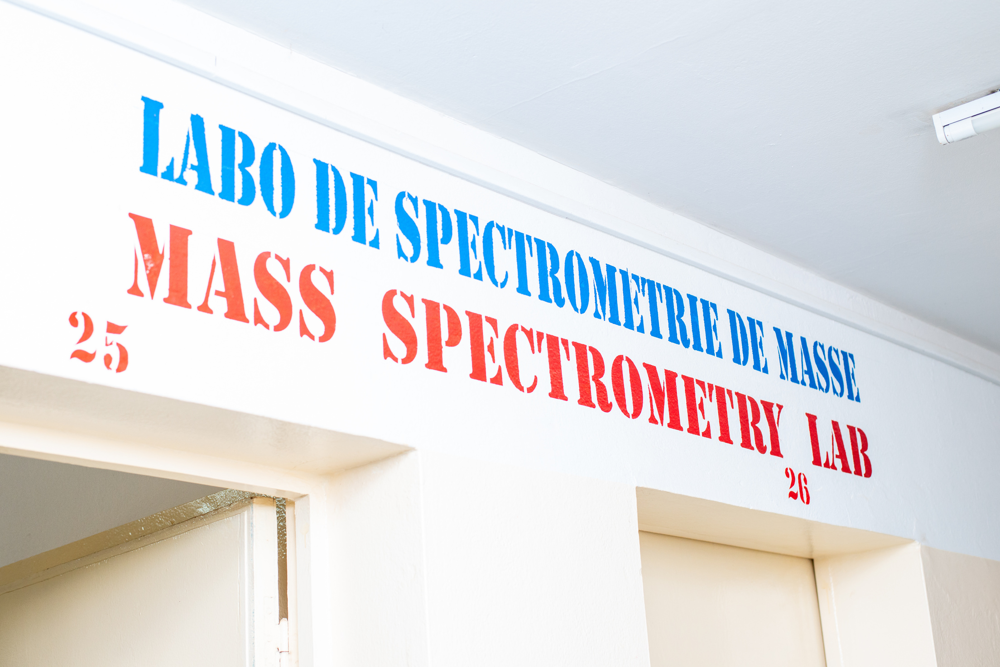 LABO DE SPECTROMETRIE DE MASSE
MASS SPECTROMETRY LAB
25
26